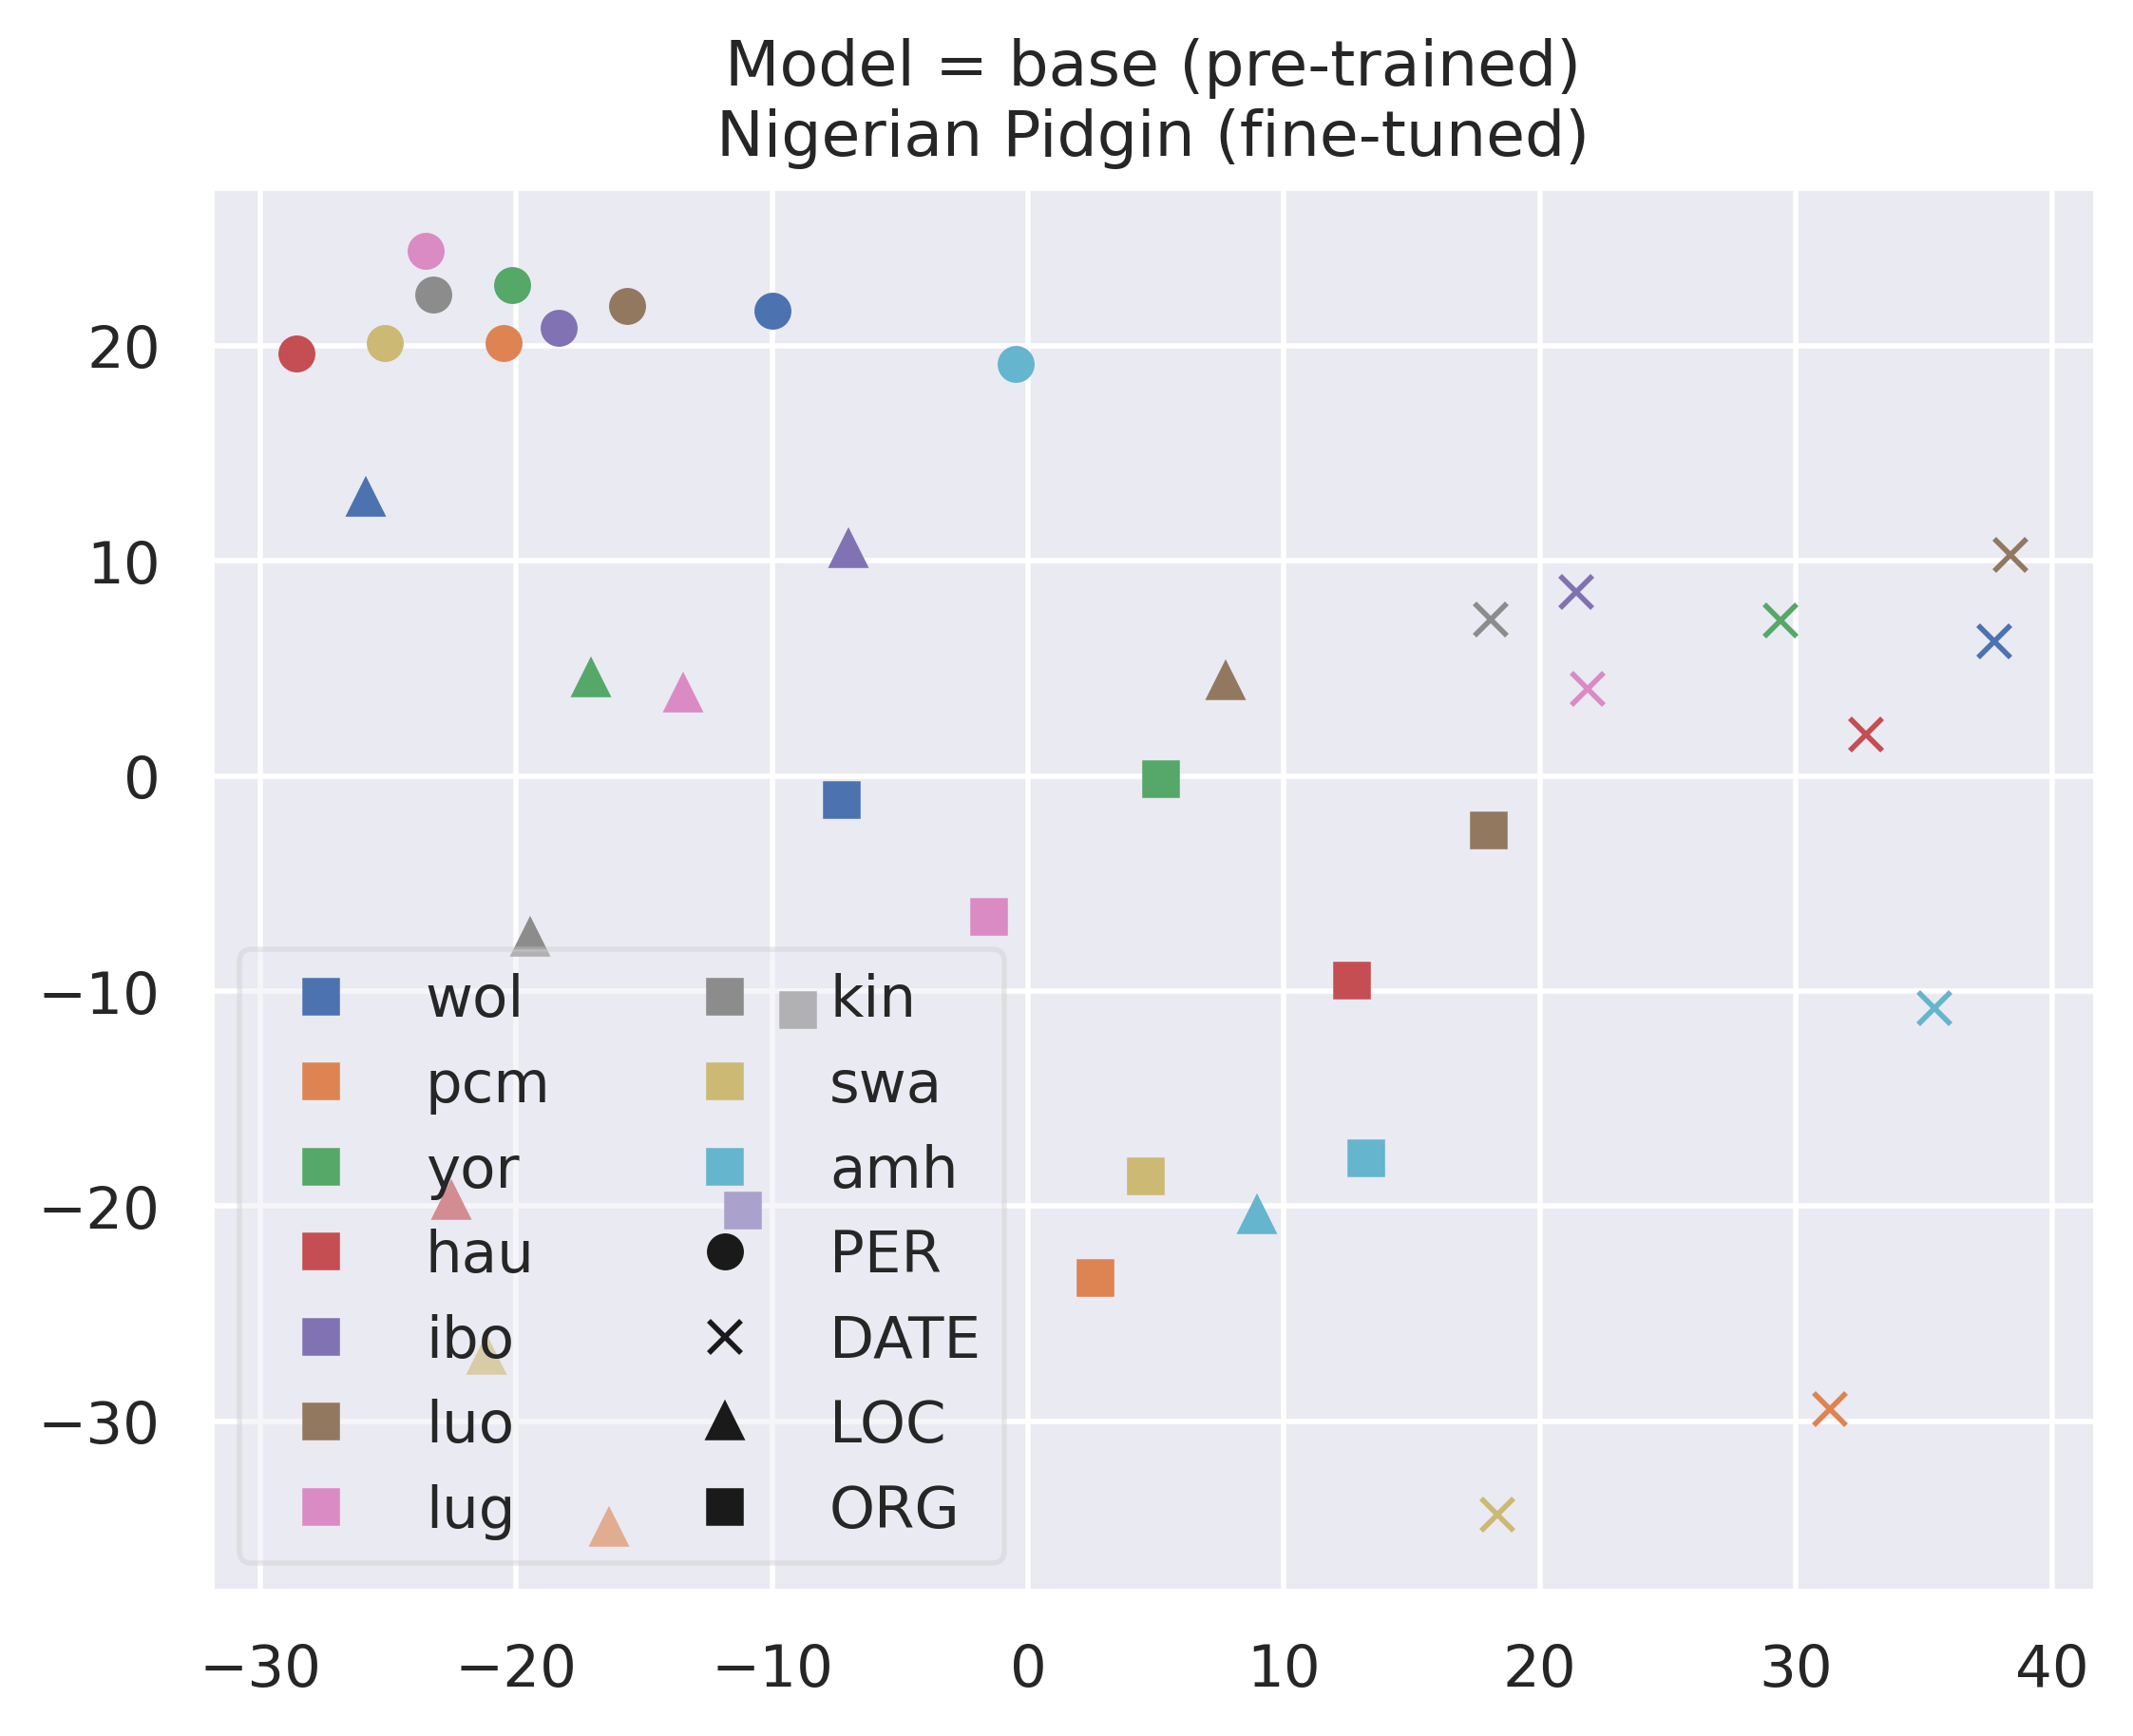 Model = base (pre-trained)
Nigerian Pidgin (fine-tuned)
20
10
0
−10
−20
−30
wol
pcm
yor
hau
ibo
luo
lug
kin
swa
amh
PER
DATE
LOC
ORG
−30 −20 −10 0 10 20 30 40